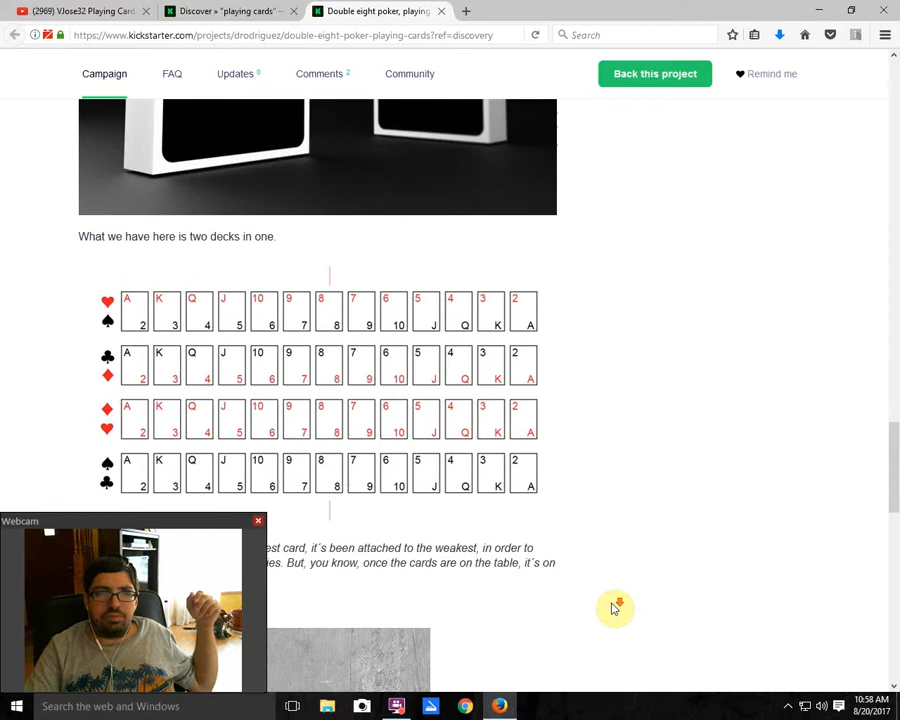 (2969) VJose32 Playing Card
Discover » "playing cards" —
Double eight poker, playing
https://www.kickstarter.com/projects/drodriguez/double-eight-poker-playing-cards?ref=discovery
Search
Campaign
FAQ
Updates 0
Comments 2
Community
Back this project
Remind me
What we have here is two decks in one.
A K Q J 10 9 8 7 6 5 4 3 2
2 3 4 5 6 7 8 9 10 J Q K A
A K Q J 10 9 8 7 6 5 4 3 2
2 3 4 5 6 7 8 9 10 J Q K A
A K Q J 10 9 8 7 6 5 4 3 2
2 3 4 5 6 7 8 9 10 J Q K A
A K Q J 10 9 8 7 6 5 4 3 2
2 3 4 5 6 7 8 9 10 J Q K A
Webcam
card, it´s been attached to the weakest, in order to
But, you know, once the cards are on the table, it´s on
Search the web and Windows
10:58 AM
8/20/2017